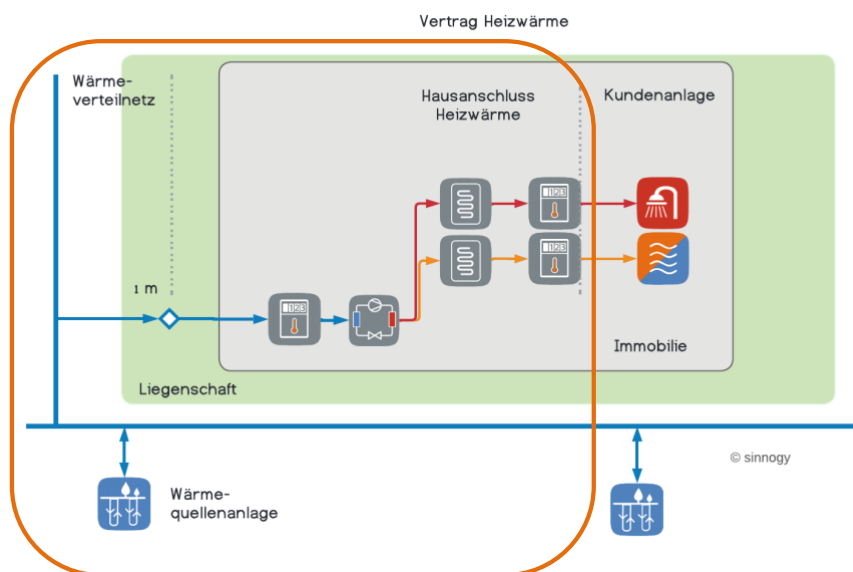 Vertrag Heizwärme
Wärme-
verteilnetz
Hausanschluss
Heizwärme
Kundenanlage
123
123
1 m
123
Immobilie
Liegenschaft
© sinnogy
Wärme-
quellenanlage